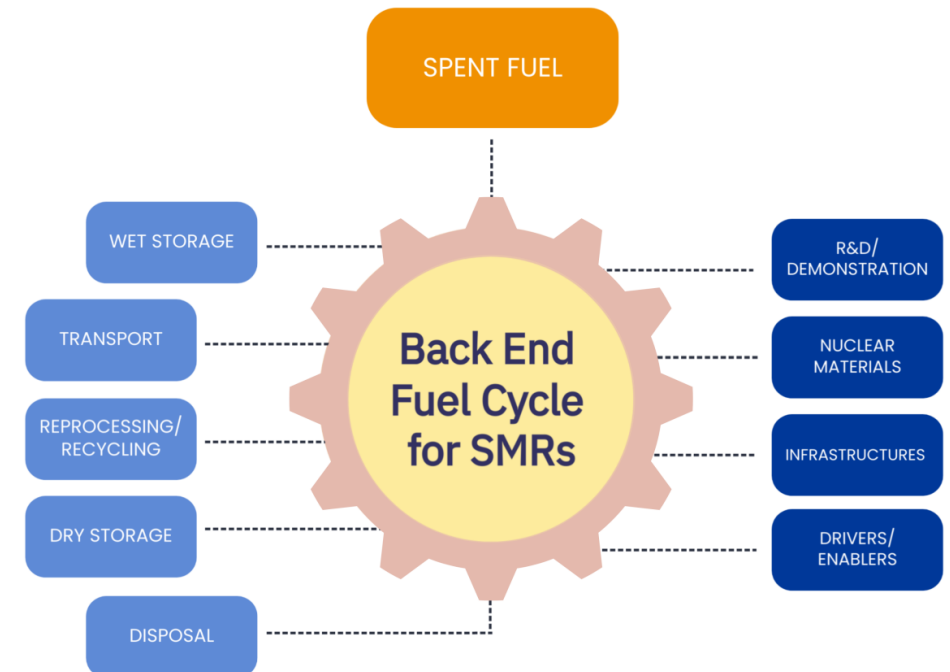 SPENT FUEL
WET STORAGE
TRANSPORT
REPROCESSING/
RECYCLING
DRY STORAGE
DISPOSAL
Back End
Fuel Cycle
for SMRs
R&D/
DEMONSTRATION
NUCLEAR
MATERIALS
INFRASTRUCTURES
DRIVERS/
ENABLERS